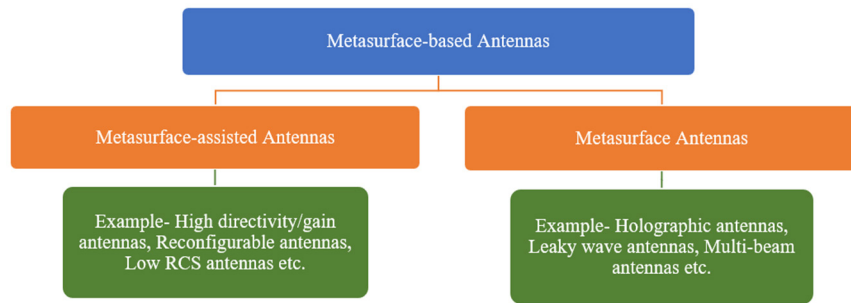 Metasurface-based Antennas
Metasurface-assisted Antennas
Metasurface Antennas
Example- High directivity/gain
antennas, Reconfigurable antennas,
Low RCS antennas etc.
Example- Holographic antennas,
Leaky wave antennas, Multi-beam
antennas etc.